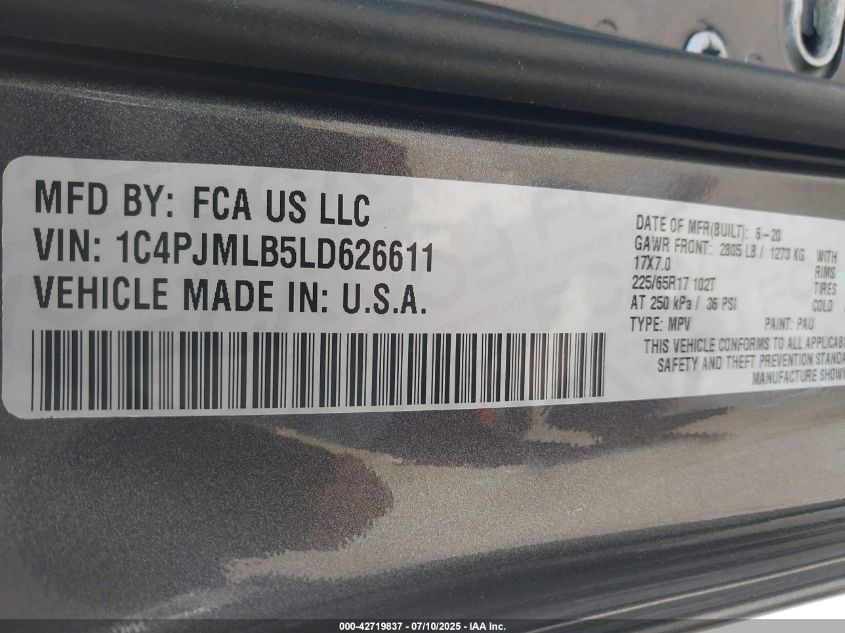 MFD BY: FCA US LLC
VIN: 1C4PJMLB5LD626611
VEHICLE MADE IN: U.S.A.
DATE OF MFR(BUILT): 6-20
GAWR FRONT: 2805 LB / 1273 KG WITH
17X7.0 RIMS
225/65R17 102T TIRES
AT 250 kPa / 36 PSI COLD
TYPE: MPV PAINT: PAU
THIS VEHICLE CONFORMS TO ALL APPLICABL
SAFETY AND THEFT PREVENTION STANDA
MANUFACTURE SHOWN
000-42719837 - 07/10/2025 - IAA Inc.